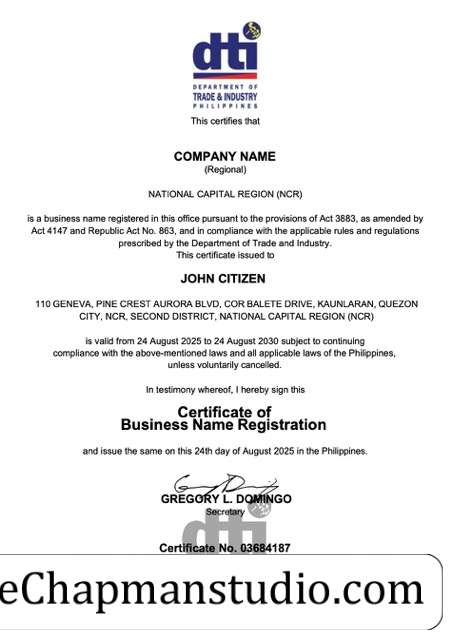 dti
DEPARTMENT OF
TRADE & INDUSTRY
PHILIPPINES
This certifies that
COMPANY NAME
(Regional)
NATIONAL CAPITAL REGION (NCR)
is a business name registered in this office pursuant to the provisions of Act 3883, as amended by
Act 4147 and Republic Act No. 863, and in compliance with the applicable rules and regulations
prescribed by the Department of Trade and Industry.
This certificate issued to
JOHN CITIZEN
110 GENEVA, PINE CREST AURORA BLVD, COR BALETE DRIVE, KAUNLARAN, QUEZON
CITY, NCR, SECOND DISTRICT, NATIONAL CAPITAL REGION (NCR)
is valid from 24 August 2025 to 24 August 2030 subject to continuing
compliance with the above-mentioned laws and all applicable laws of the Philippines,
unless voluntarily cancelled.
In testimony whereof, I hereby sign this
Certificate of
Business Name Registration
and issue the same on this 24th day of August 2025 in the Philippines.
GREGORY L. DOMINGO
Secretary
dti
Certificate No. 03684187
eChapmanstudio.com